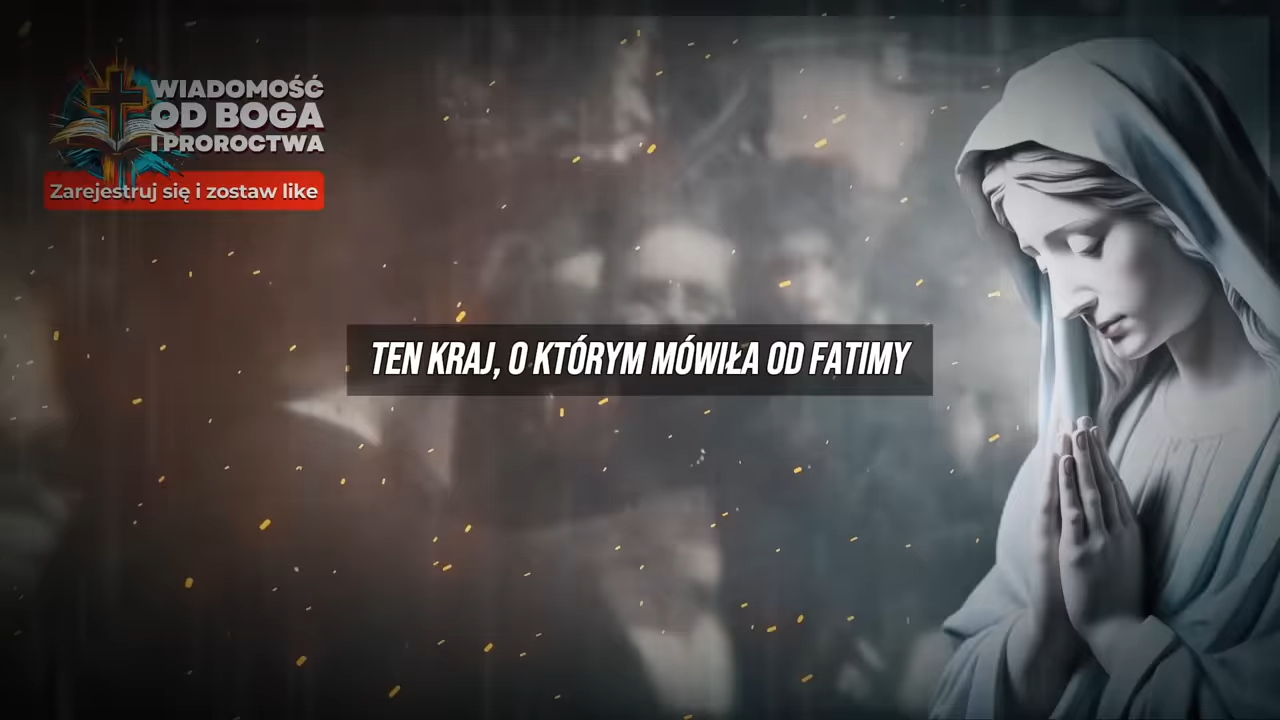 WIADOMOŚĆ
OD BOGA
I PROROCTWA
Zarejestruj się i zostaw like
TEN KRAJ, O KTÓRYM MÓWIŁA OD FATIMY